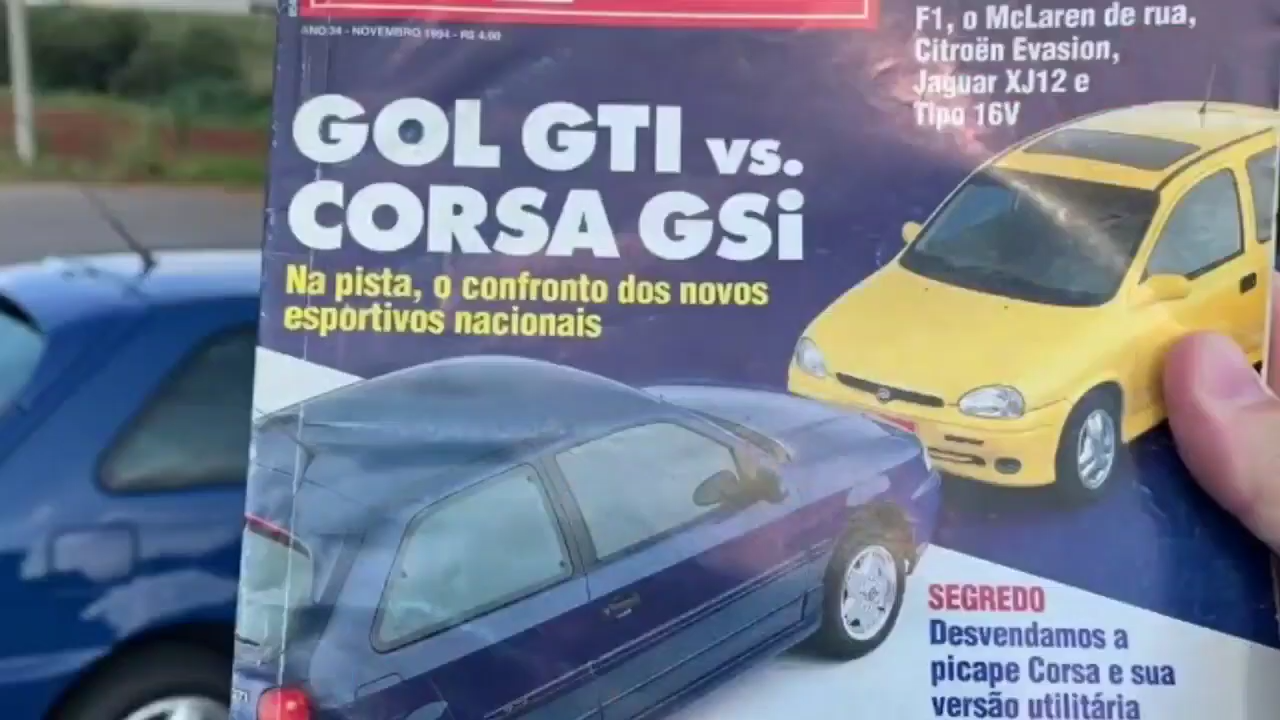 ANO 34 - NOVEMBRO 1994 - R$ 4,00
F1, o McLaren de rua,
Citroën Evasion,
Jaguar XJ12 e
Tipo 16V
GOL GTI vs.
CORSA GSi
Na pista, o confronto dos novos
esportivos nacionais
SEGREDO
Desvendamos a
picape Corsa e sua
versão utilitária